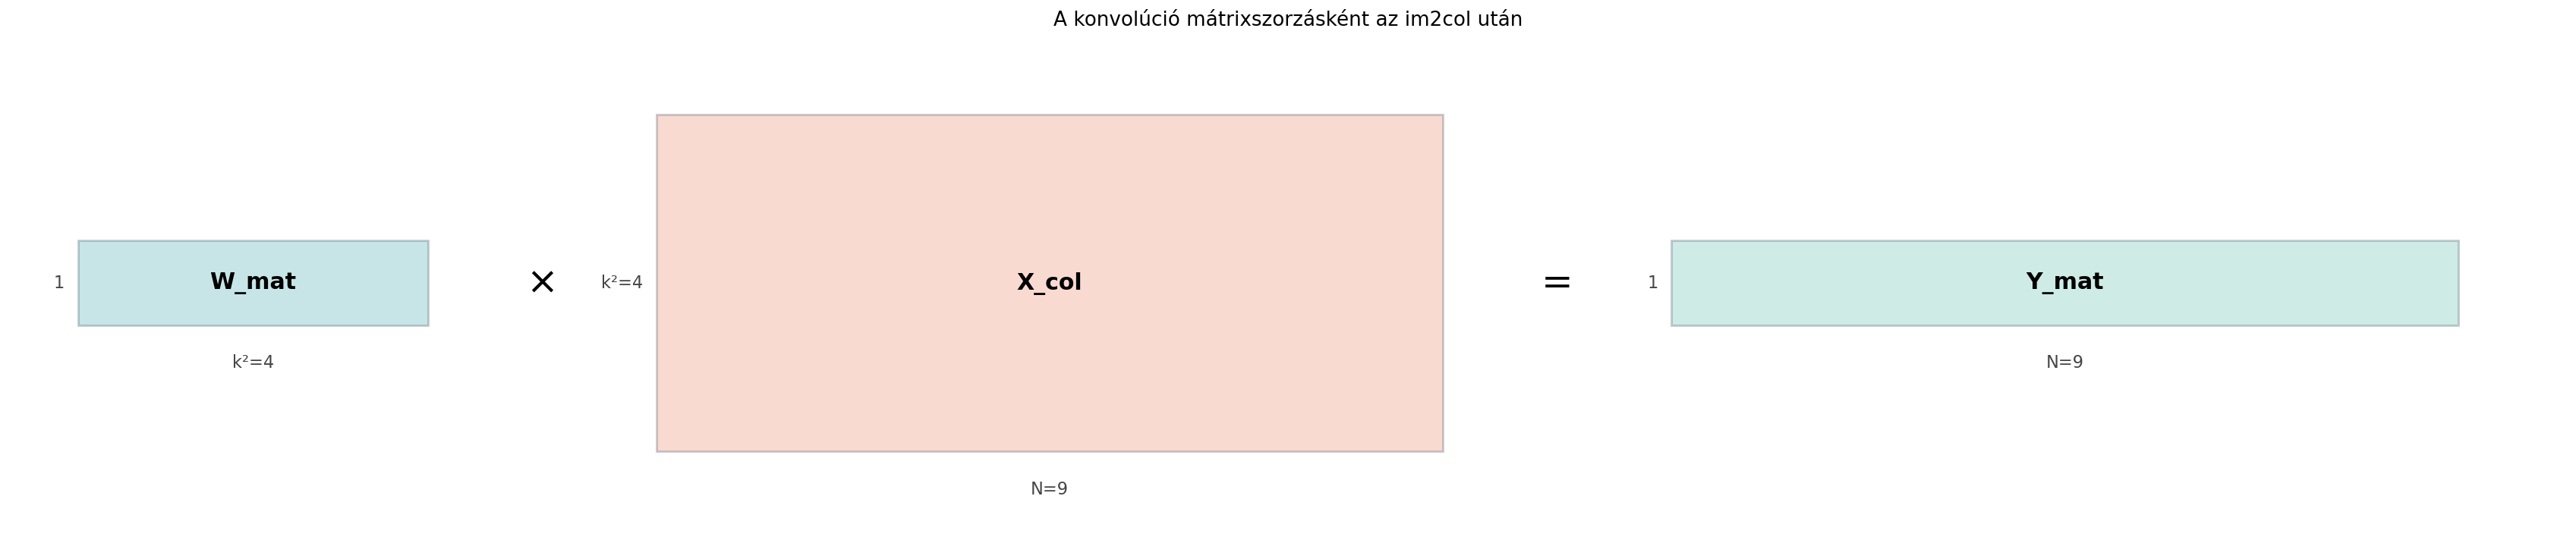 A konvolúció mátrixszorzásként az im2col után
1 W_mat × k²=4 X_col = 1 Y_mat
k²=4 N=9
N=9